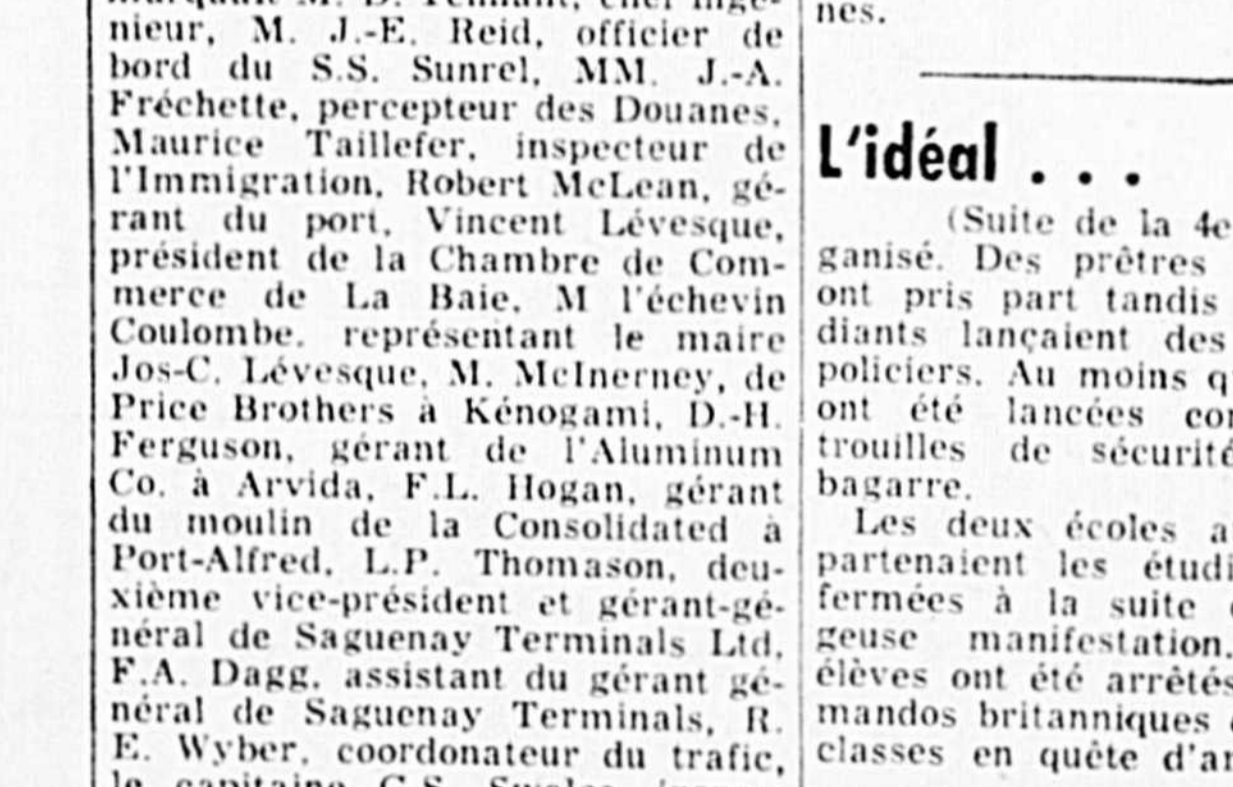 nieur, M. J.-E. Reid, officier de
bord du S.S. Sunrel, MM. J.-A.
Fréchette, percepteur des Douanes,
Maurice Taillefer, inspecteur de
l'Immigration, Robert McLean, gé-
rant du port, Vincent Lévesque,
président de la Chambre de Com-
merce de La Baie, M l'échevin
Coulombe, représentant le maire
Jos-C. Lévesque, M. McInerney, de
Price Brothers à Kénogami, D.-H.
Ferguson, gérant de l'Aluminum
Co. à Arvida, F.L. Hogan, gérant
du moulin de la Consolidated à
Port-Alfred, L.P. Thomason, deu-
xième vice-président et gérant-gé-
néral de Saguenay Terminals Ltd,
F.A. Dagg, assistant du gérant gé-
néral de Saguenay Terminals, R.
E. Wyber, coordonateur du trafic,
le capitaine C.S.
nes.
L'idéal . . .
(Suite de la 4e
ganisé. Des prêtres
ont pris part tandis
diants lançaient des
policiers. Au moins q
ont été lancées con
trouilles de sécurité
bagarre.
Les deux écoles a
partenaient les étudi
fermées à la suite
geuse manifestation.
élèves ont été arrêtés
mandos britanniques
classes en quête d'ar